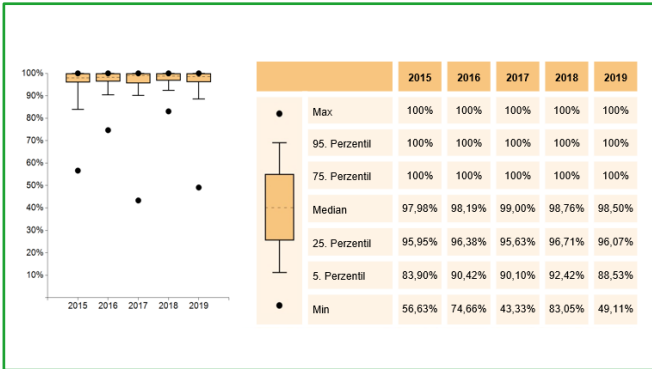 100%
90%
80%
70%
60%
50%
40%
30%
20%
10%
2015 2016 2017 2018 2019
2015 2016 2017 2018 2019
Max 100% 100% 100% 100% 100%
95. Perzentil 100% 100% 100% 100% 100%
75. Perzentil 100% 100% 100% 100% 100%
Median 97,98% 98,19% 99,00% 98,76% 98,50%
25. Perzentil 95,95% 96,38% 95,63% 96,71% 96,07%
5. Perzentil 83,90% 90,42% 90,10% 92,42% 88,53%
Min 56,63% 74,66% 43,33% 83,05% 49,11%